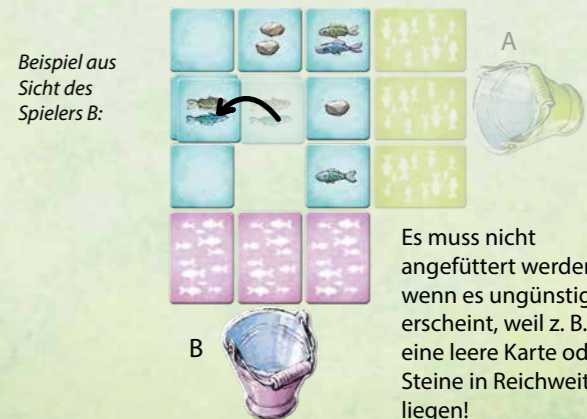 Beispiel aus
Sicht des
Spielers B:
A
B
Es muss nicht
angefüttert werden
wenn es ungünstig
erscheint, weil z. B.
eine leere Karte od
Steine in Reichweit
liegen!